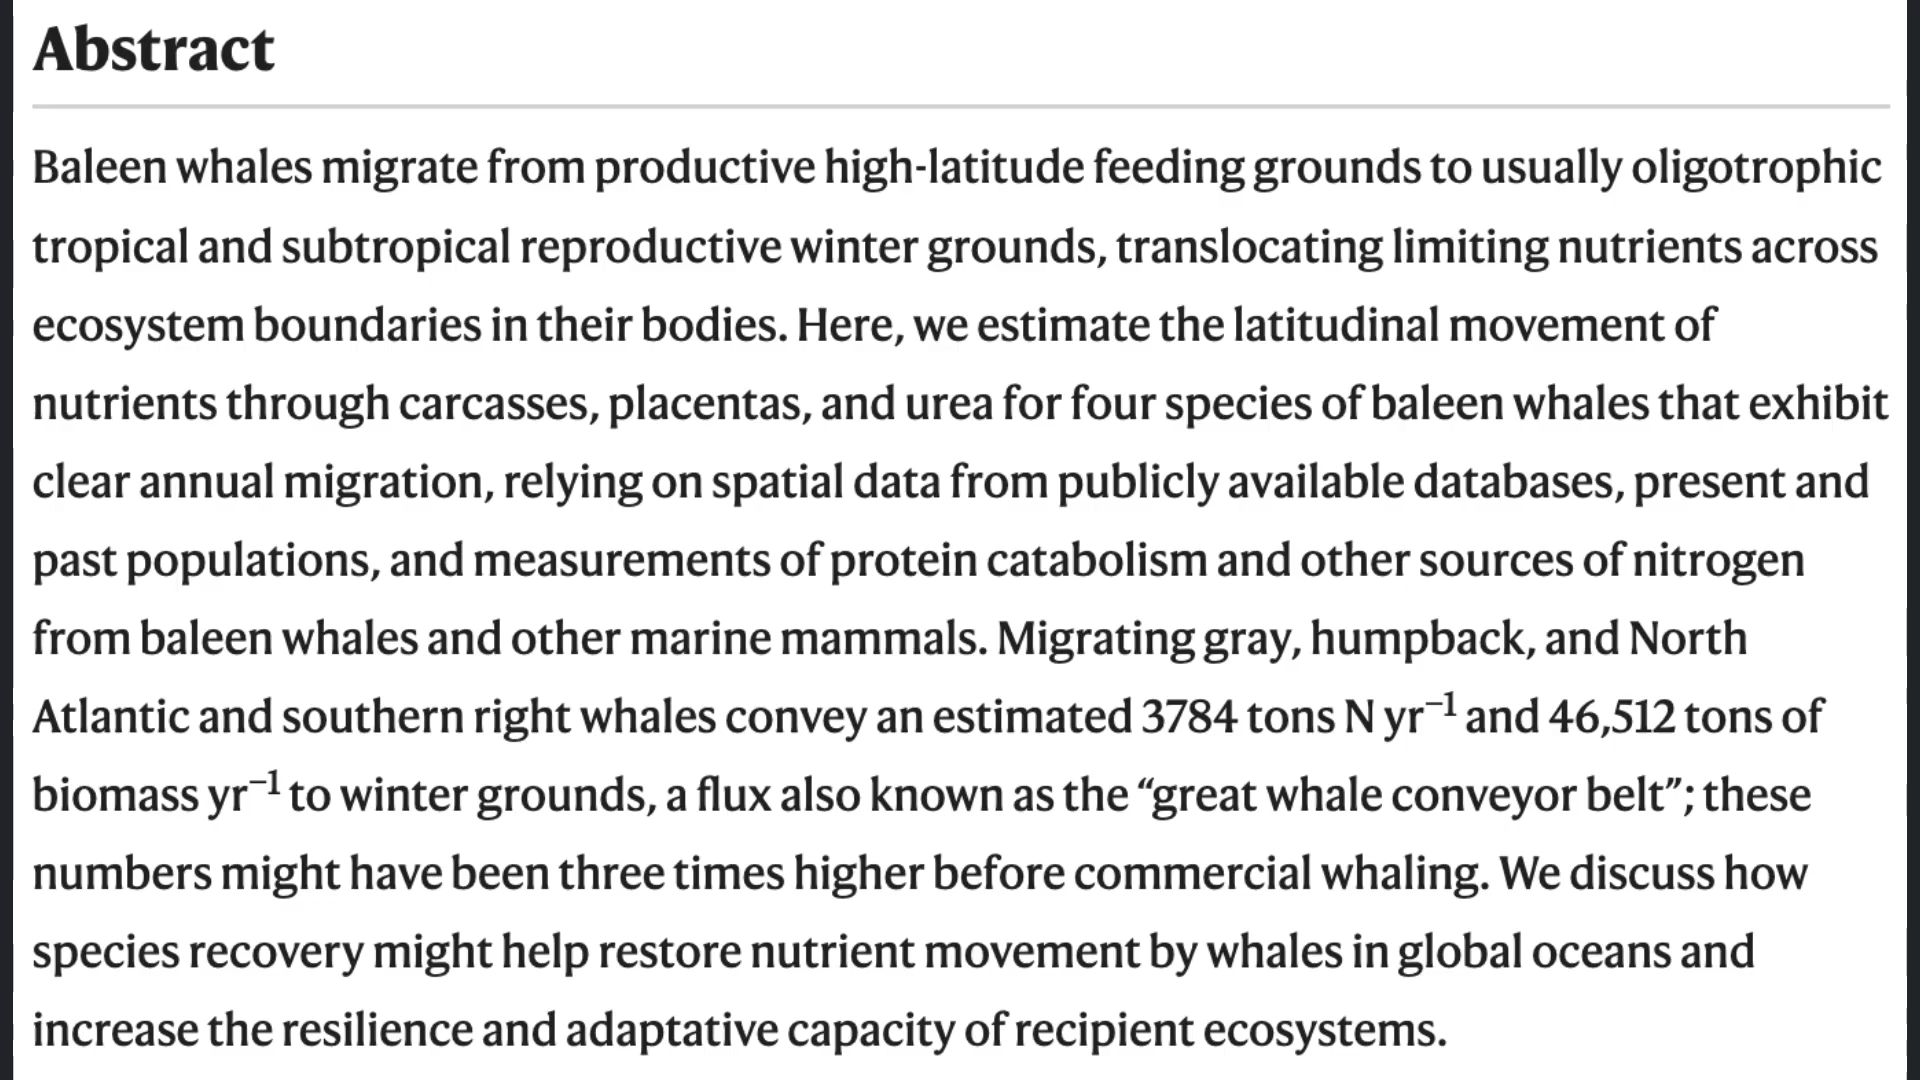 Abstract
Baleen whales migrate from productive high-latitude feeding grounds to usually oligotrophic
tropical and subtropical reproductive winter grounds, translocating limiting nutrients across
ecosystem boundaries in their bodies. Here, we estimate the latitudinal movement of
nutrients through carcasses, placentas, and urea for four species of baleen whales that exhibit
clear annual migration, relying on spatial data from publicly available databases, present and
past populations, and measurements of protein catabolism and other sources of nitrogen
from baleen whales and other marine mammals. Migrating gray, humpback, and North
Atlantic and southern right whales convey an estimated 3784 tons N yr⁻¹ and 46,512 tons of
biomass yr⁻¹ to winter grounds, a flux also known as the “great whale conveyor belt”; these
numbers might have been three times higher before commercial whaling. We discuss how
species recovery might help restore nutrient movement by whales in global oceans and
increase the resilience and adaptative capacity of recipient ecosystems.